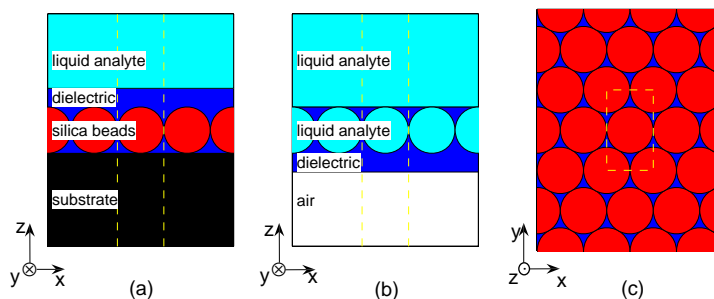 liquid analyte
dielectric
silica beads
substrate
z
y
x
(a)
liquid analyte
liquid analyte
dielectric
air
z
y
x
(b)
y
z
x
(c)